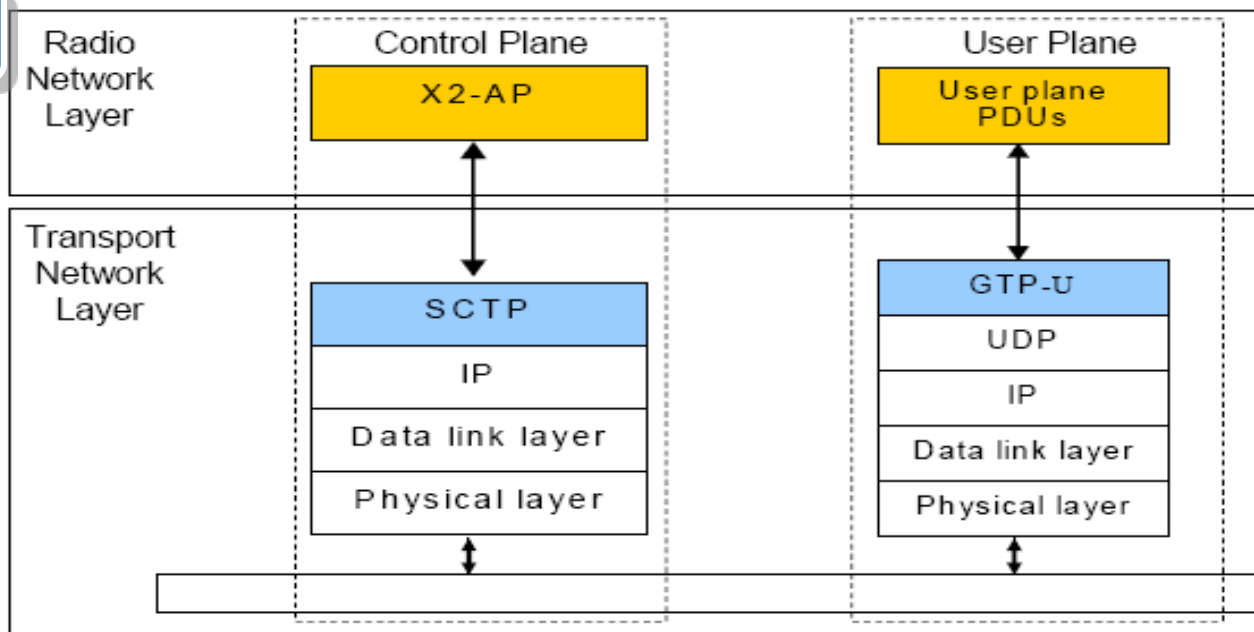 Radio
Network
Layer
Control Plane
X2-AP
User Plane
User plane
PDUs
Transport
Network
Layer
SCTP
IP
Data link layer
Physical layer
GTP-U
UDP
IP
Data link layer
Physical layer